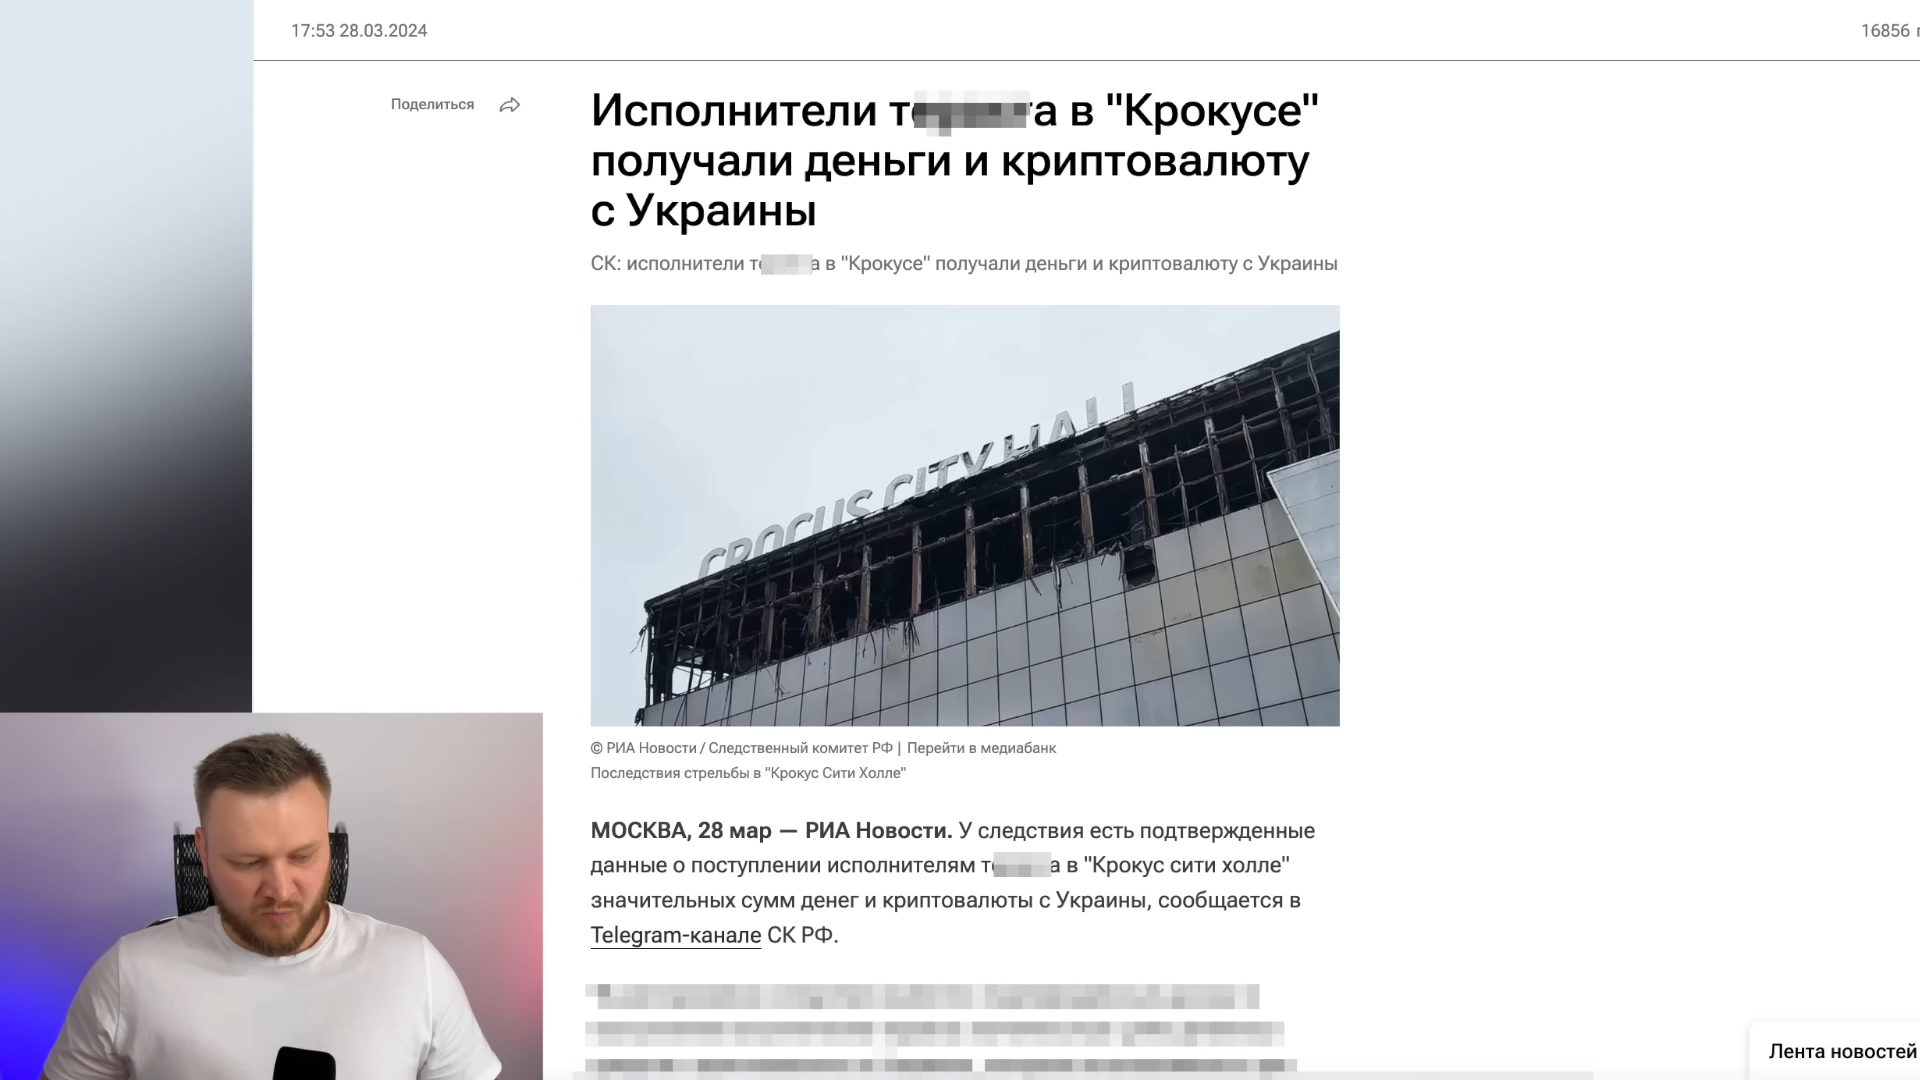 17:53 28.03.2024
16856
Поделиться
Исполнители в "Крокусе"
получали деньги и криптовалюту
с Украины
СК: исполнители в "Крокусе" получали деньги и криптовалюту с Украины
CROCUS CITY HALL
© РИА Новости / Следственный комитет РФ | Перейти в медиабанк
Последствия стрельбы в "Крокус Сити Холле"
МОСКВА, 28 мар — РИА Новости. У следствия есть подтвержденные
данные о поступлении исполнителям в "Крокус сити холле"
значительных сумм денег и криптовалюты с Украины, сообщается в
Telegram-канале СК РФ.
Лента новостей